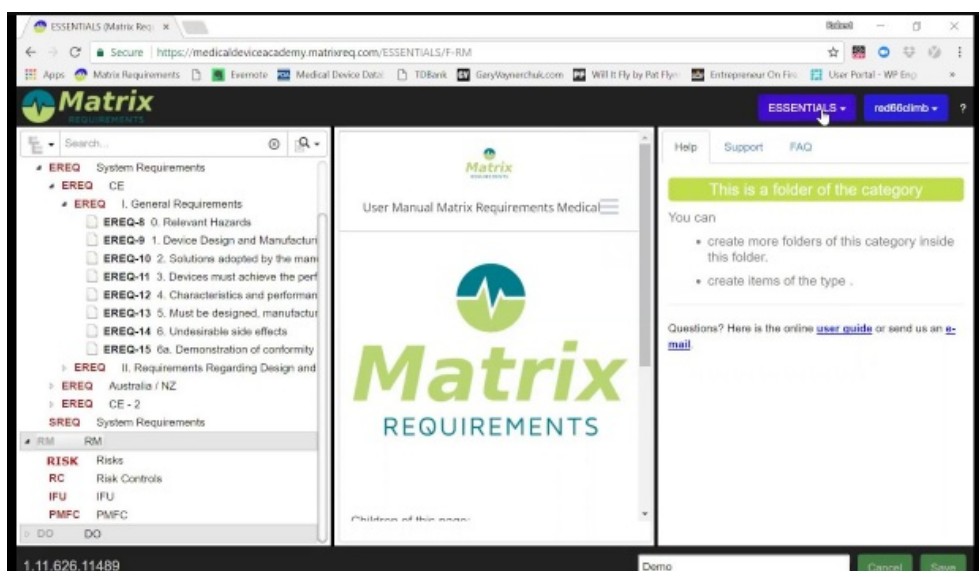 ESSENTIALS (Matrix Req
Secure https://medicaldeviceacademy.matrixreq.com/ESSENTIALS/F-RM
Apps Matrix Requirements Evernote Medical Device Data TDBank GaryVaynerchuk.com Will It Fly by Pat Flyn Entrepreneur On Fire User Portal - WP Eng
Matrix
REQUIREMENTS
ESSENTIALS
red66climb
?
Search...
EREQ System Requirements
EREQ CE
EREQ I. General Requirements
EREQ-8 0. Relevant Hazards
EREQ-9 1. Device Design and Manufacturi
EREQ-10 2. Solutions adopted by the man
EREQ-11 3. Devices must achieve the perf
EREQ-12 4. Characteristics and performan
EREQ-13 5. Must be designed, manufactur
EREQ-14 6. Undesirable side effects
EREQ-15 6a. Demonstration of conformity
EREQ II. Requirements Regarding Design and
EREQ Australia / NZ
EREQ CE - 2
SREQ System Requirements
RM RM
RISK Risks
RC Risk Controls
IFU IFU
PMFC PMFC
DO DO
Matrix
REQUIREMENTS
User Manual Matrix Requirements Medical
Matrix
REQUIREMENTS
Children of this page:
Help Support FAQ
This is a folder of the category
You can
create more folders of this category inside
this folder.
create items of the type .
Questions? Here is the online user guide or send us an e-
mail.
1.11.626.11489
Demo
Cancel Save